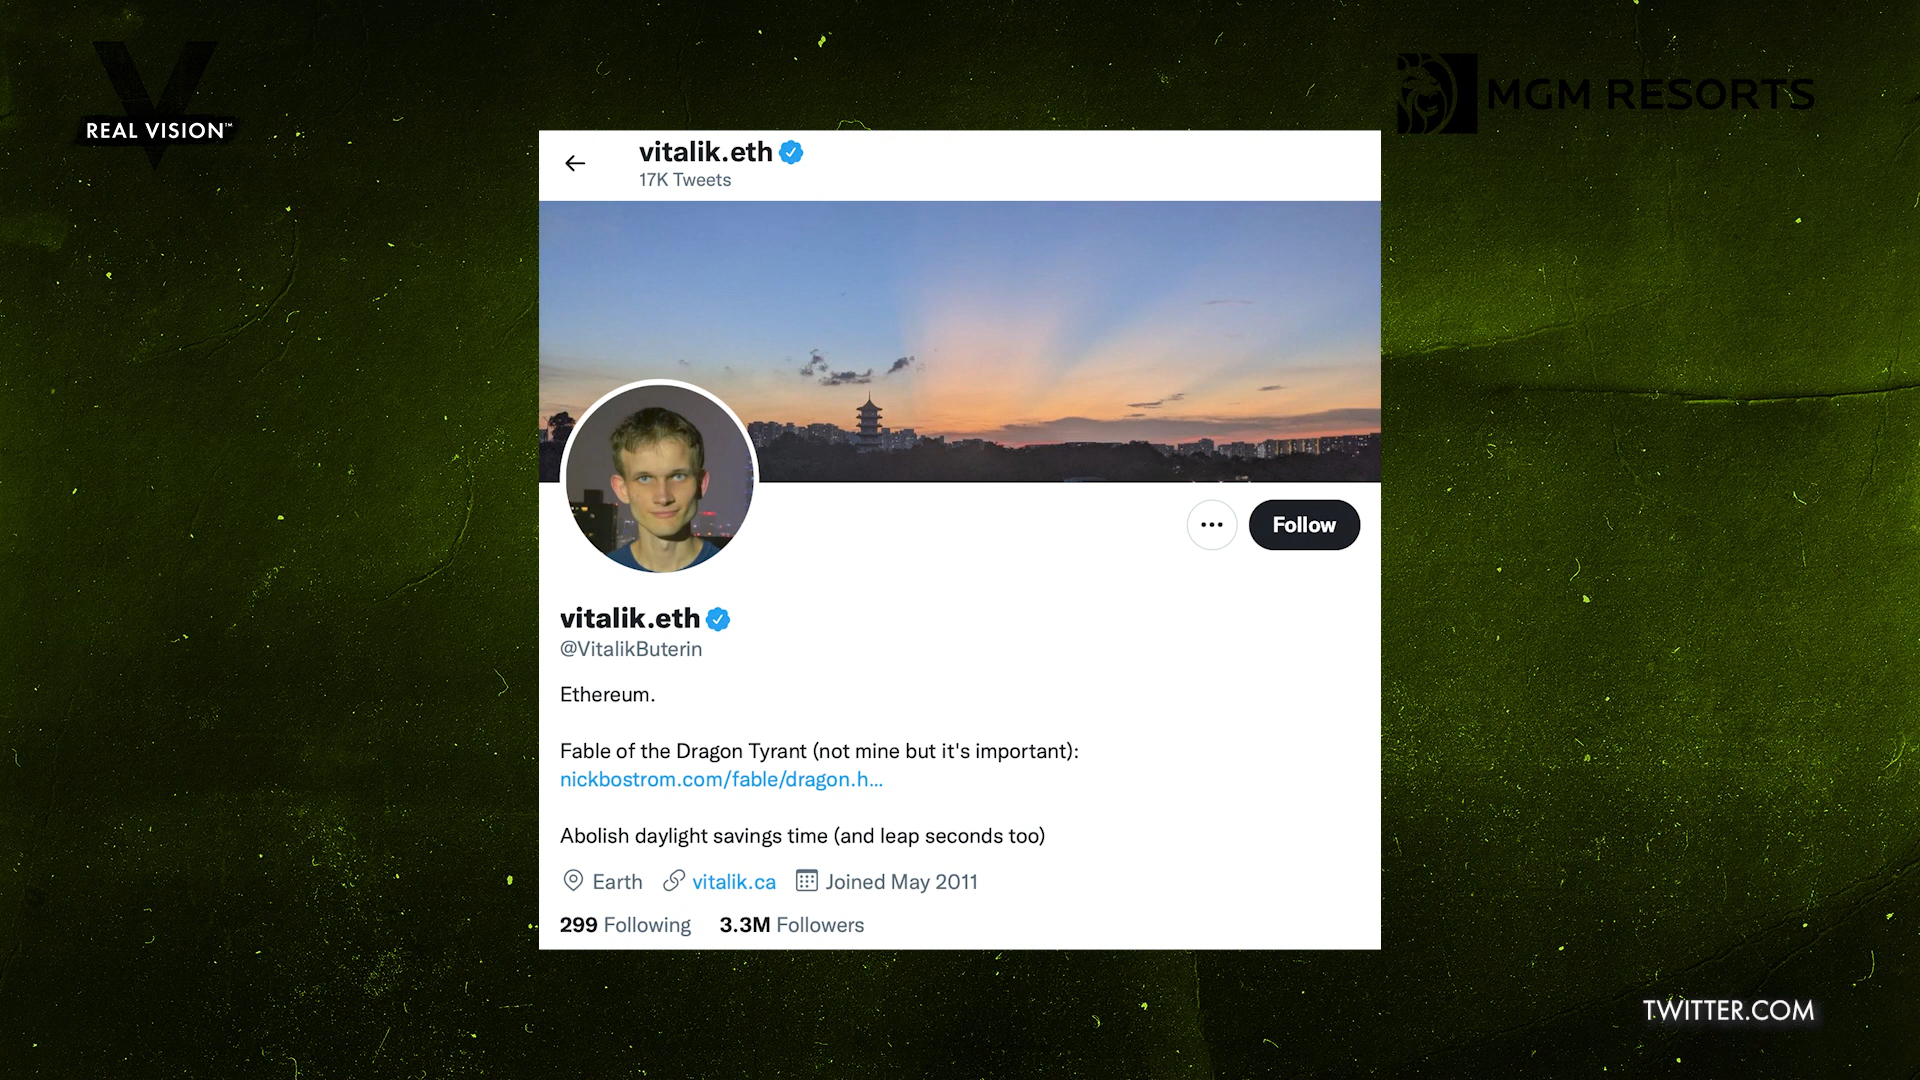 REAL VISION™
MGM RESORTS
vitalik.eth
17K Tweets
Follow
vitalik.eth
@VitalikButerin
Ethereum.
Fable of the Dragon Tyrant (not mine but it's important):
nickbostrom.com/fable/dragon.h...
Abolish daylight savings time (and leap seconds too)
Earth vitalik.ca Joined May 2011
299 Following 3.3M Followers
TWITTER.COM